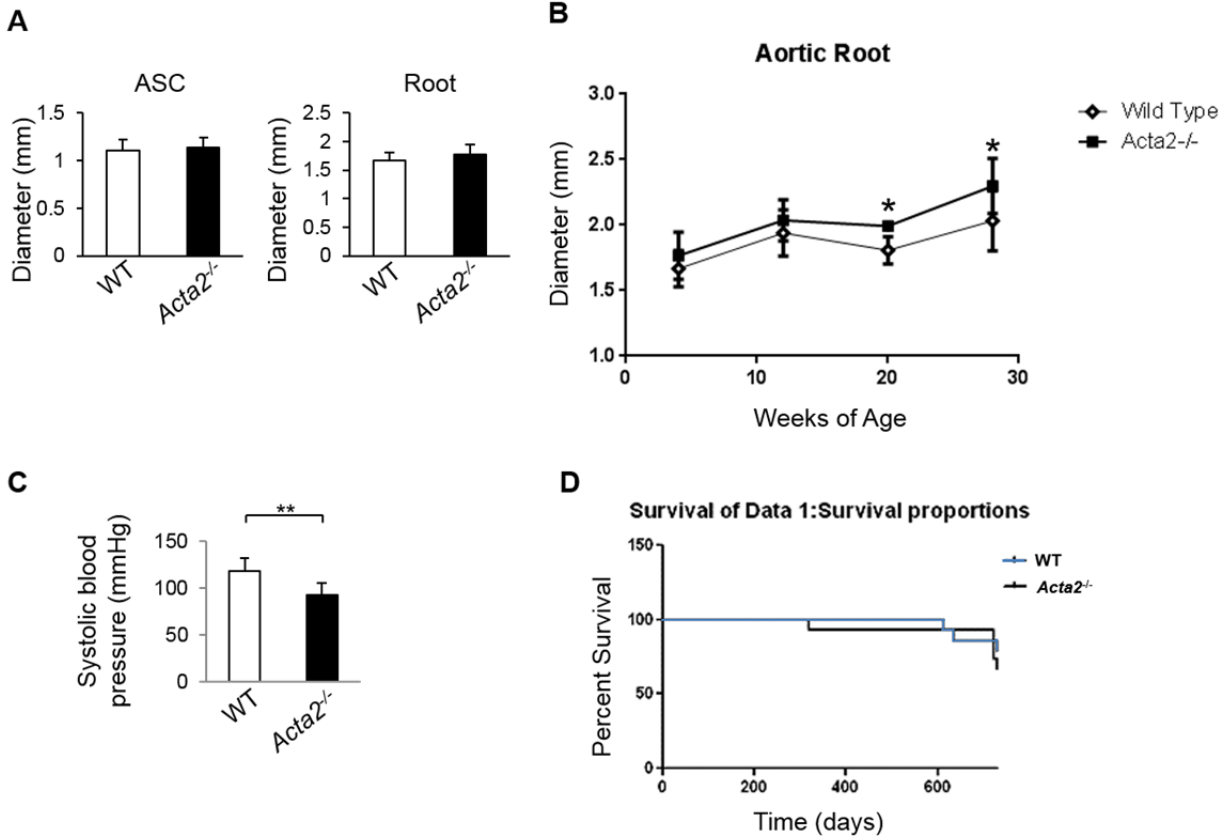 A
ASC
Diameter (mm)
1.5
1
0.5
0
WT
Acta2-/-
Root
Diameter (mm)
2.5
2
1.5
1
0.5
0
WT
Acta2-/-
B
Aortic Root
Diameter (mm)
3.0
2.5
2.0
1.5
1.0
0
10
20
30
*
*
Weeks of Age
Wild Type
Acta2-/-
C
Systolic blood
pressure (mmHg)
150
100
50
0
**
WT
Acta2-/-
D
Survival of Data 1:Survival proportions
Percent Survival
150
100
50
0
0
200
400
600
Time (days)
WT
Acta2-/-